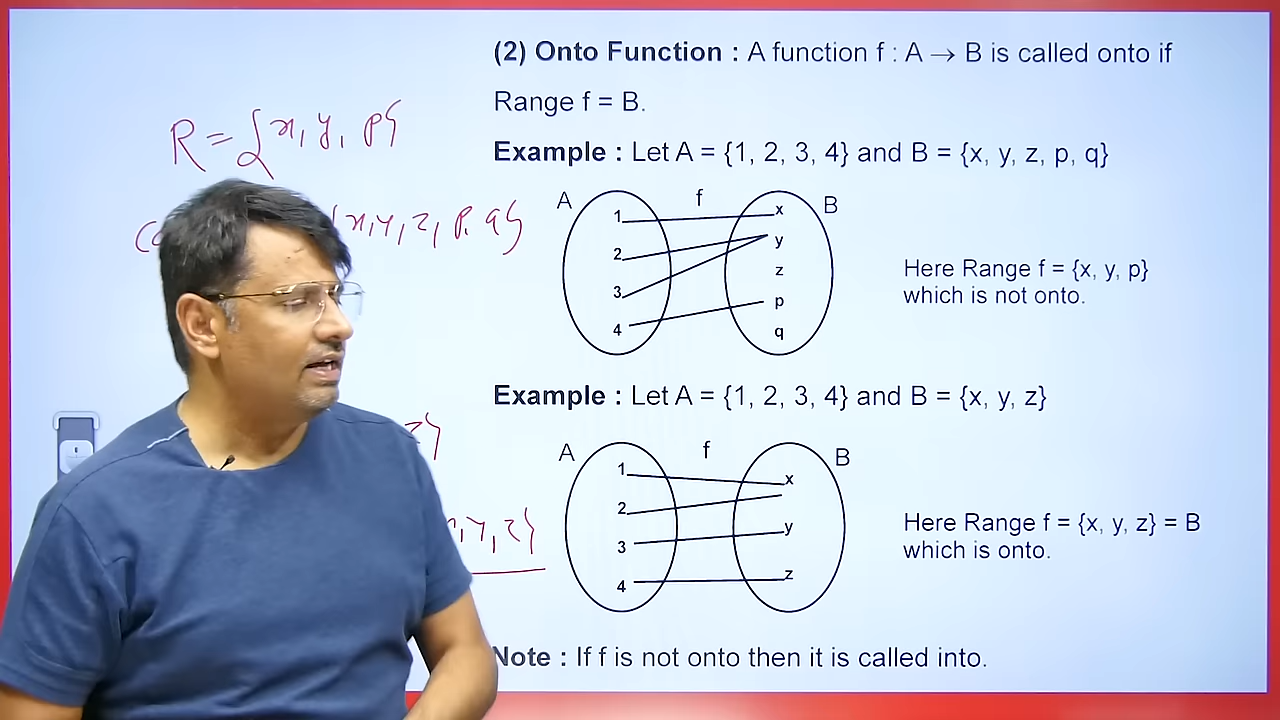 (2) Onto Function : A function f : A → B is called onto if
Range f = B.
R = {x, y, p}
Example : Let A = {1, 2, 3, 4} and B = {x, y, z, p, q}
A f B
1 x
2 y
3 z
4 p
q
{x, y, z, p, q}
Here Range f = {x, y, p}
which is not onto.
Example : Let A = {1, 2, 3, 4} and B = {x, y, z}
z}
A f B
1 x
2
3 y
4 z
, y, z}
Here Range f = {x, y, z} = B
which is onto.
Note : If f is not onto then it is called into.